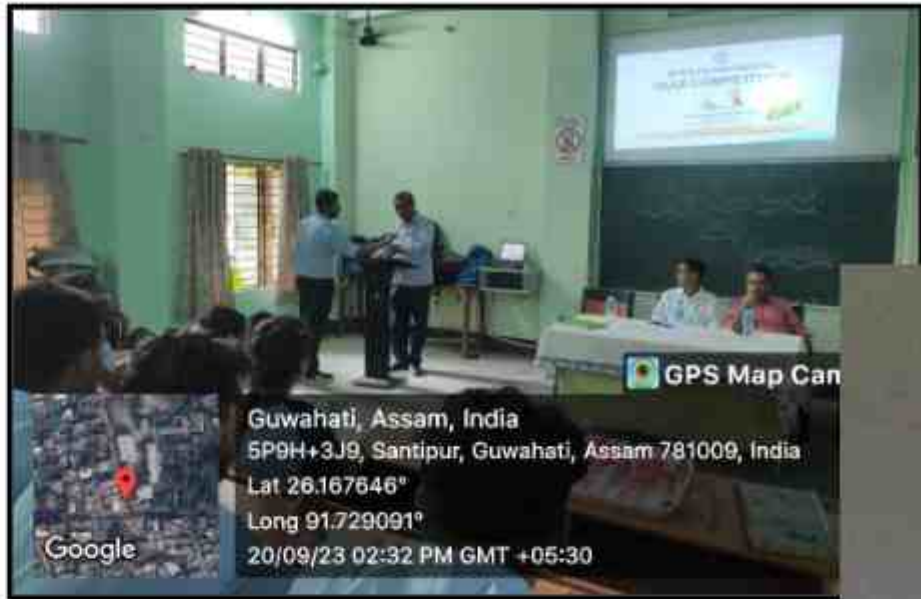 GPS Map Cam
Guwahati, Assam, India
5P9H+3J9, Santipur, Guwahati, Assam 781009, India
Lat 26.167646°
Long 91.729091°
20/09/23 02:32 PM GMT +05:30
Google